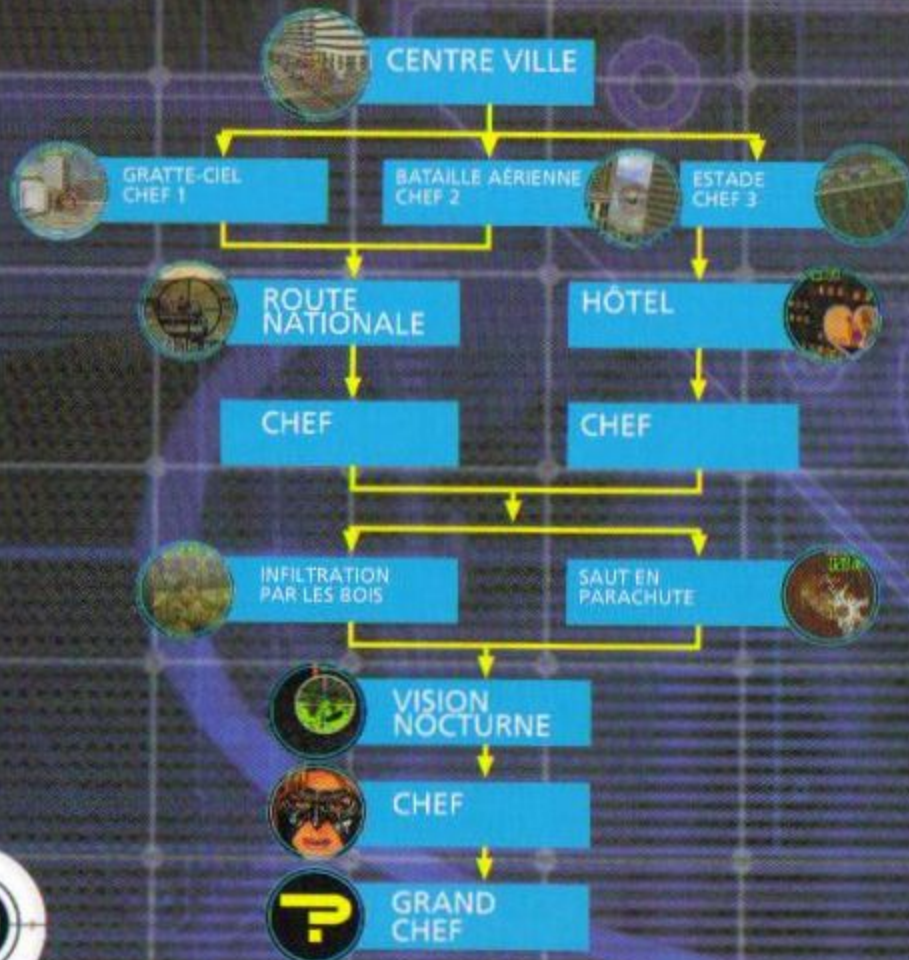 CENTRE VILLE
GRATTE-CIEL
CHEF 1
BATAILLE AÉRIENNE
CHEF 2
ESTADE
CHEF 3
ROUTE
NATIONALE
HÔTEL
CHEF
CHEF
INFILTRATION
PAR LES BOIS
SAUT EN
PARACHUTE
VISION
NOCTURNE
CHEF
?
GRAND
CHEF